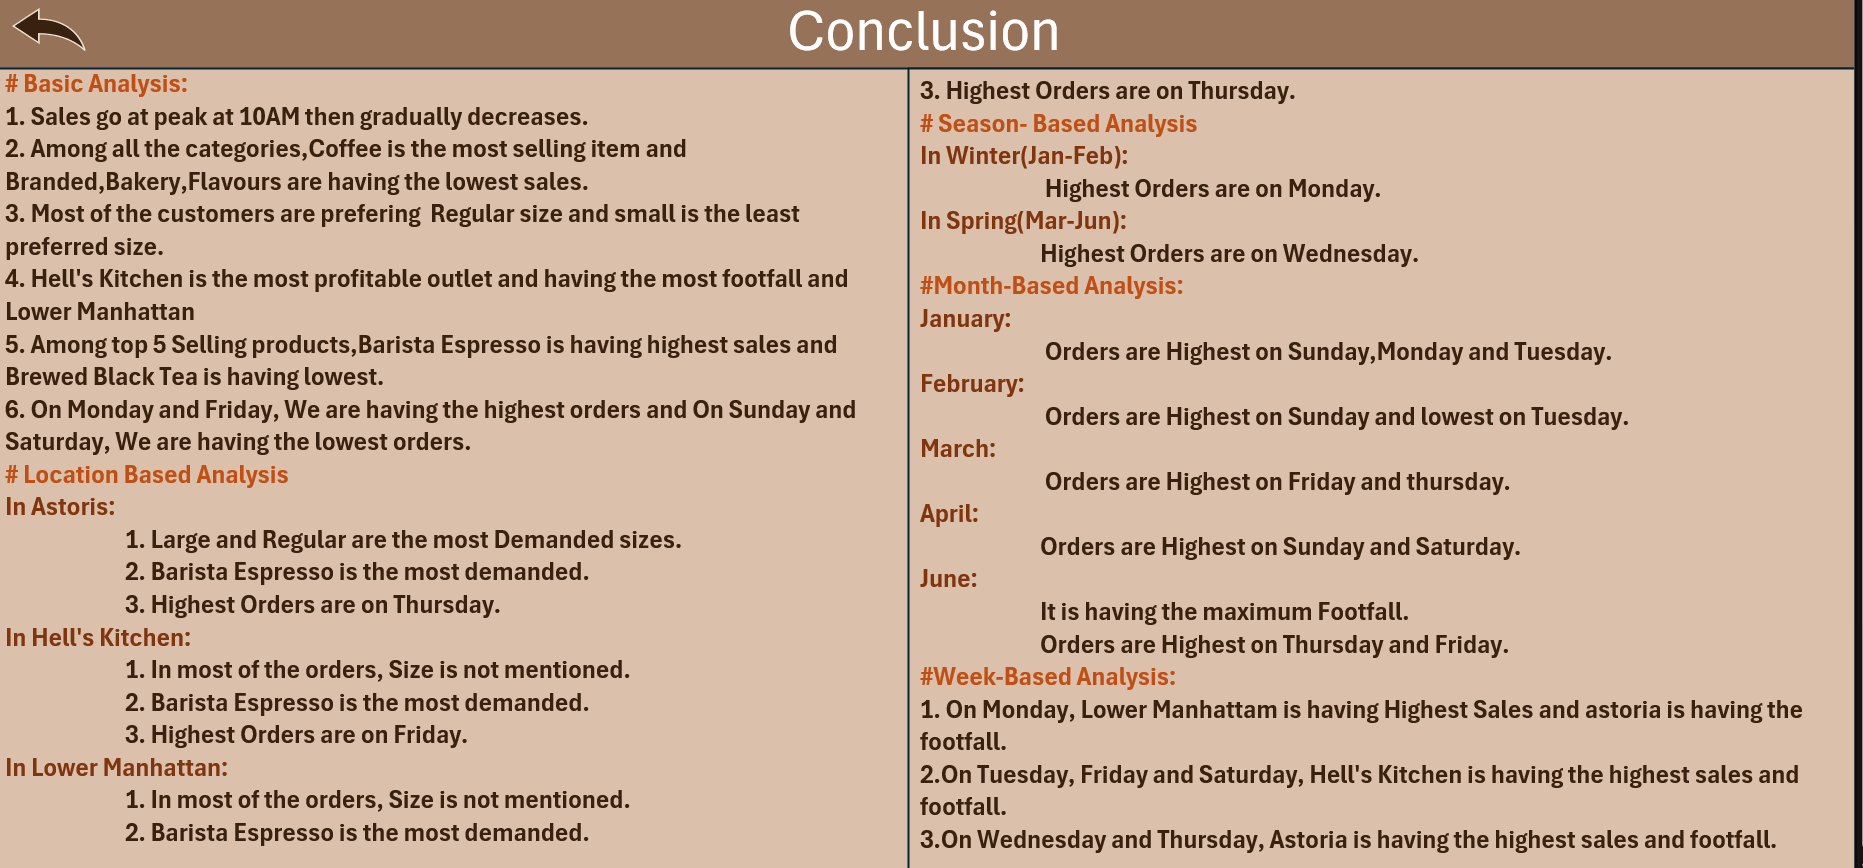 Conclusion
# Basic Analysis:
1. Sales go at peak at 10AM then gradually decreases.
2. Among all the categories,Coffee is the most selling item and
Branded,Bakery,Flavours are having the lowest sales.
3. Most of the customers are prefering  Regular size and small is the least
preferred size.
4. Hell's Kitchen is the most profitable outlet and having the most footfall and
Lower Manhattan
5. Among top 5 Selling products,Barista Espresso is having highest sales and
Brewed Black Tea is having lowest.
6. On Monday and Friday, We are having the highest orders and On Sunday and
Saturday, We are having the lowest orders.
# Location Based Analysis
In Astoris:
1. Large and Regular are the most Demanded sizes.
2. Barista Espresso is the most demanded.
3. Highest Orders are on Thursday.
In Hell's Kitchen:
1. In most of the orders, Size is not mentioned.
2. Barista Espresso is the most demanded.
3. Highest Orders are on Friday.
In Lower Manhattan:
1. In most of the orders, Size is not mentioned.
2. Barista Espresso is the most demanded.
3. Highest Orders are on Thursday.
# Season- Based Analysis
In Winter(Jan-Feb):
Highest Orders are on Monday.
In Spring(Mar-Jun):
Highest Orders are on Wednesday.
#Month-Based Analysis:
January:
Orders are Highest on Sunday,Monday and Tuesday.
February:
Orders are Highest on Sunday and lowest on Tuesday.
March:
Orders are Highest on Friday and thursday.
April:
Orders are Highest on Sunday and Saturday.
June:
It is having the maximum Footfall.
Orders are Highest on Thursday and Friday.
#Week-Based Analysis:
1. On Monday, Lower Manhattam is having Highest Sales and astoria is having the
footfall.
2.On Tuesday, Friday and Saturday, Hell's Kitchen is having the highest sales and
footfall.
3.On Wednesday and Thursday, Astoria is having the highest sales and footfall.